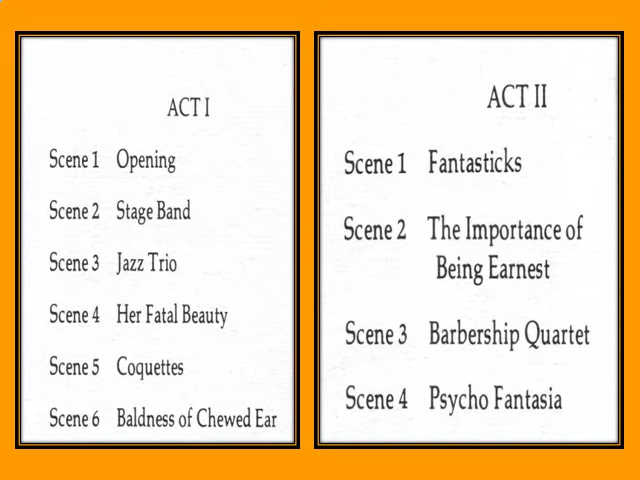 ACT I
Scene 1 Opening
Scene 2 Stage Band
Scene 3 Jazz Trio
Scene 4 Her Fatal Beauty
Scene 5 Coquettes
Scene 6 Baldness of Chewed Ear
ACT II
Scene 1 Fantasticks
Scene 2 The Importance of
Being Earnest
Scene 3 Barbership Quartet
Scene 4 Psycho Fantasia